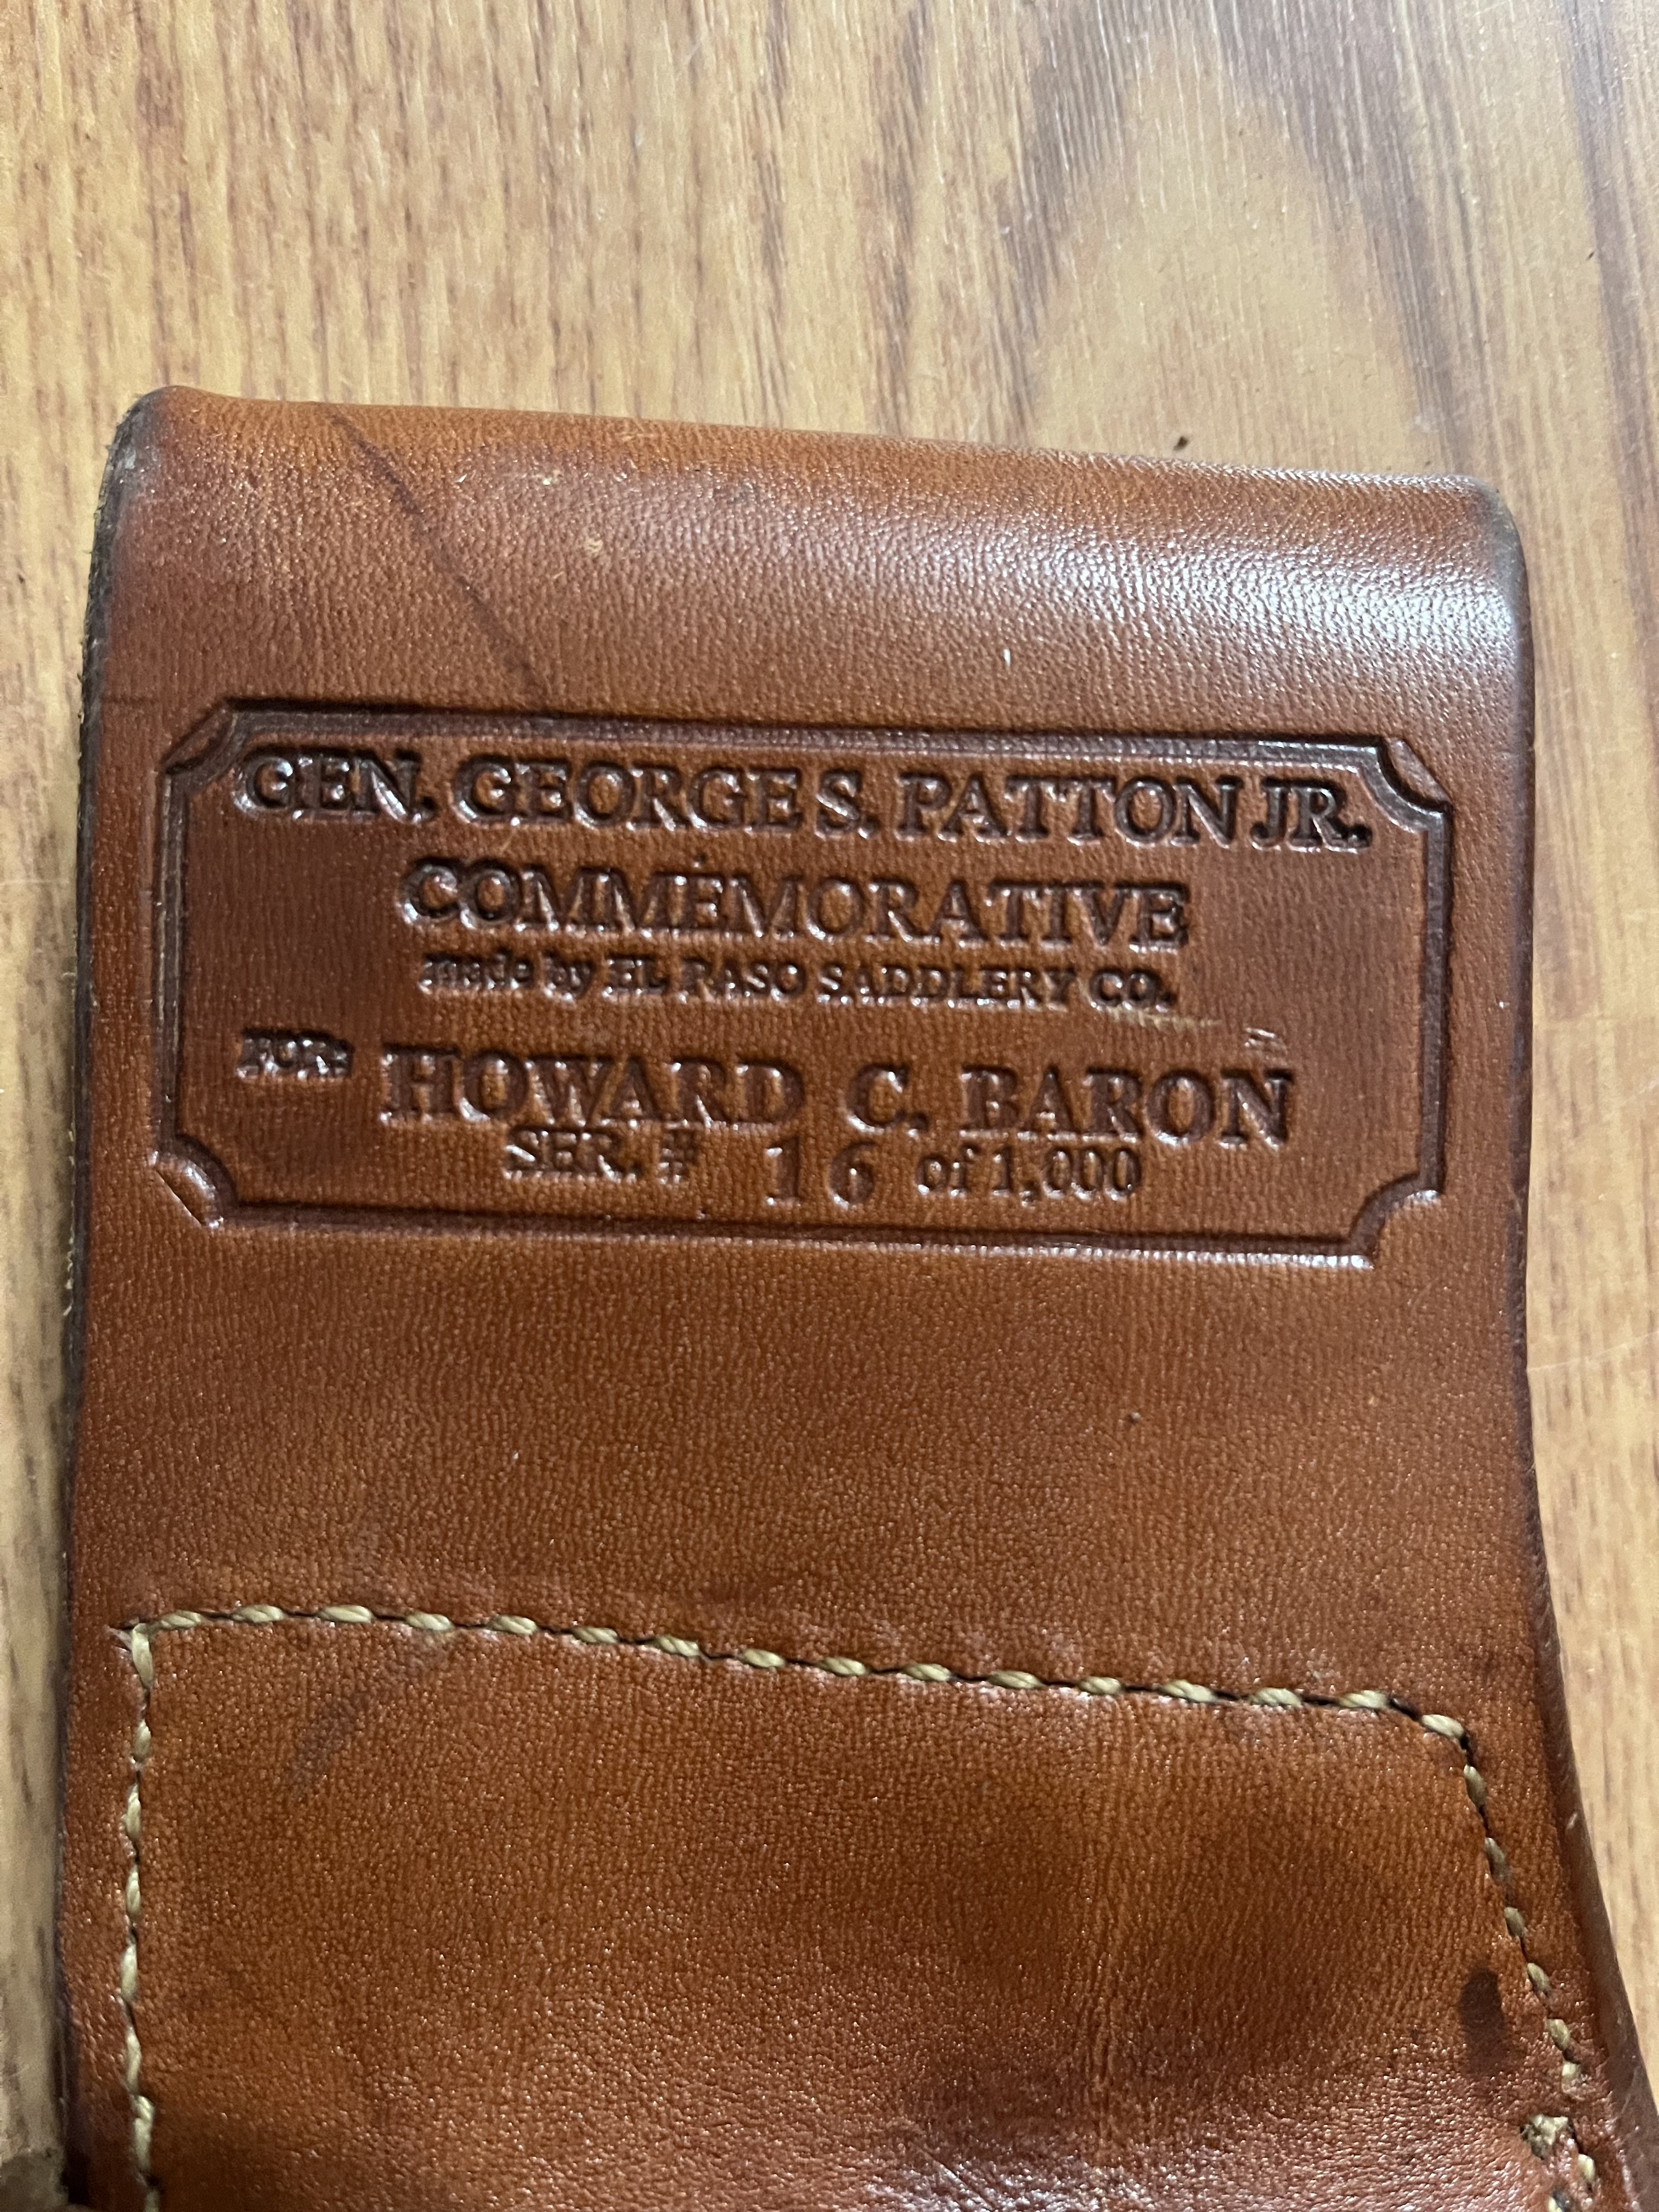 GEN. GEORGE S. PATTON JR.
COMMEMORATIVE
made by EL PASO SADDLERY CO.
FOR: HOWARD C. BARON
SER. # 16 of 1,000